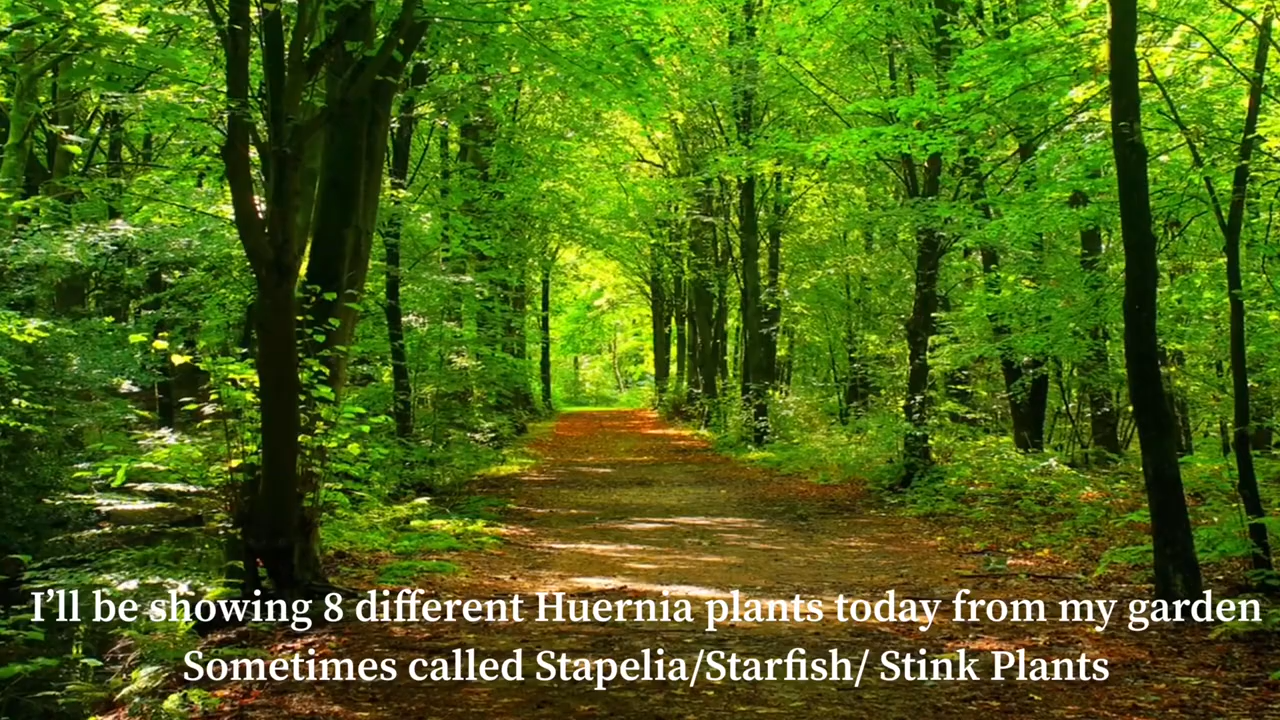 I’ll be showing 8 different Huernia plants today from my garden
Sometimes called Stapelia/Starfish/ Stink Plants